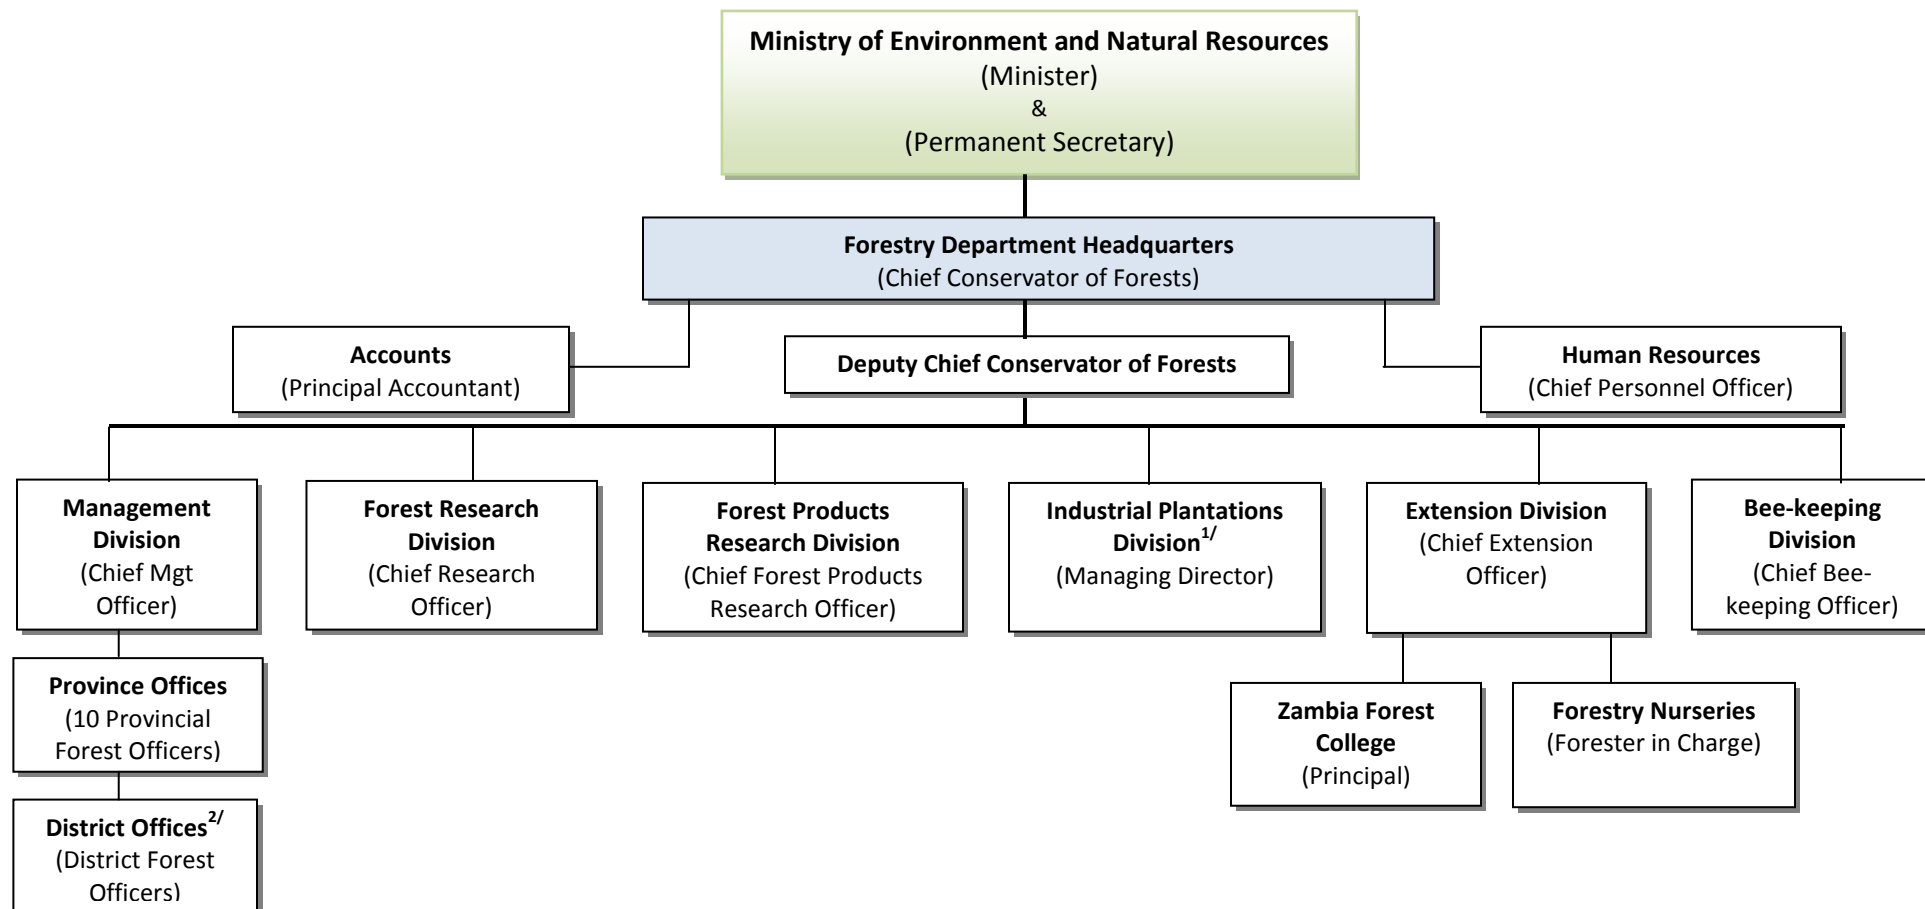 Ministry of Environment and Natural Resources
(Minister)
&
(Permanent Secretary)
Forestry Department Headquarters
(Chief Conservator of Forests)
Accounts
(Principal Accountant)
Deputy Chief Conservator of Forests
Human Resources
(Chief Personnel Officer)
Management
Division
(Chief Mgt
Officer)
Forest Research
Division
(Chief Research
Officer)
Forest Products
Research Division
(Chief Forest Products
Research Officer)
Industrial Plantations
Division1/
(Managing Director)
Extension Division
(Chief Extension
Officer)
Bee-keeping
Division
(Chief Bee-
keeping Officer)
Province Offices
(10 Provincial
Forest Officers)
Zambia Forest
College
(Principal)
Forestry Nurseries
(Forester in Charge)
District Offices2/
(District Forest
Officers)